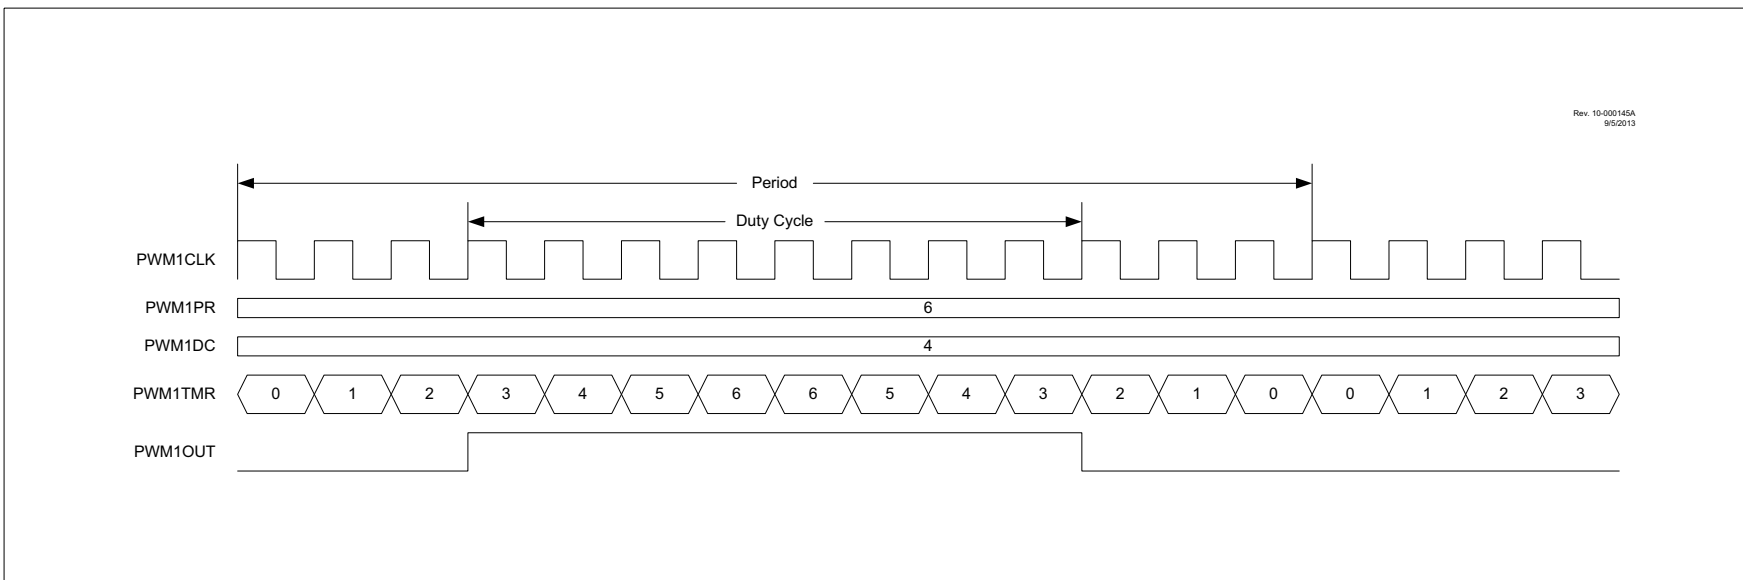 Rev. 10-000145A
9/5/2013
Period
Duty Cycle
PWM1CLK
PWM1PR 6
PWM1DC 4
PWM1TMR 0 1 2 3 4 5 6 6 5 4 3 2 1 0 0 1 2 3
PWM1OUT